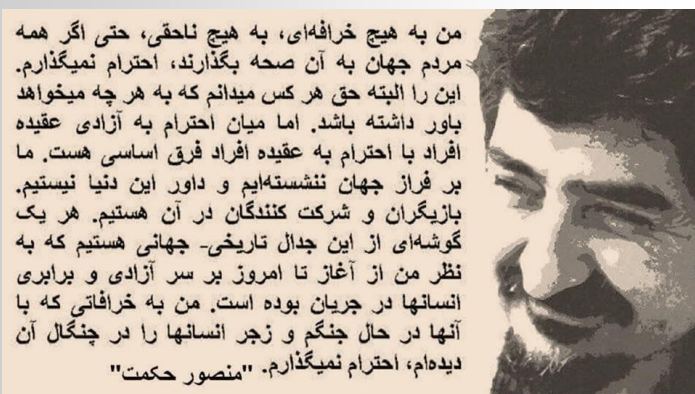 من به هیچ خرافه‌ای، به هیچ ناحقی، حتی اگر همه
مردم جهان به آن صحه بگذارند، احترام نمیگذارم.
این را البته حق هر کس میدانم که به هر چه میخواهد
باور داشته باشد. اما میان احترام به آزادی عقیده
افراد با احترام به عقیده افراد فرق اساسی هست. ما
بر فراز جهان ننشسته‌ایم و داور این دنیا نیستیم.
بازیگران و شرکت کنندگان در آن هستیم. هر یک
گوشه‌ای از این جدال تاریخی- جهانی هستیم که به
نظر من از آغاز تا امروز بر سر آزادی و برابری
انسانها در جریان بوده است. من به خرافاتی که با
آنها در حال جنگم و زجر انسانها را در چنگال آن
دیده‌ام، احترام نمیگذارم. "منصور حکمت"